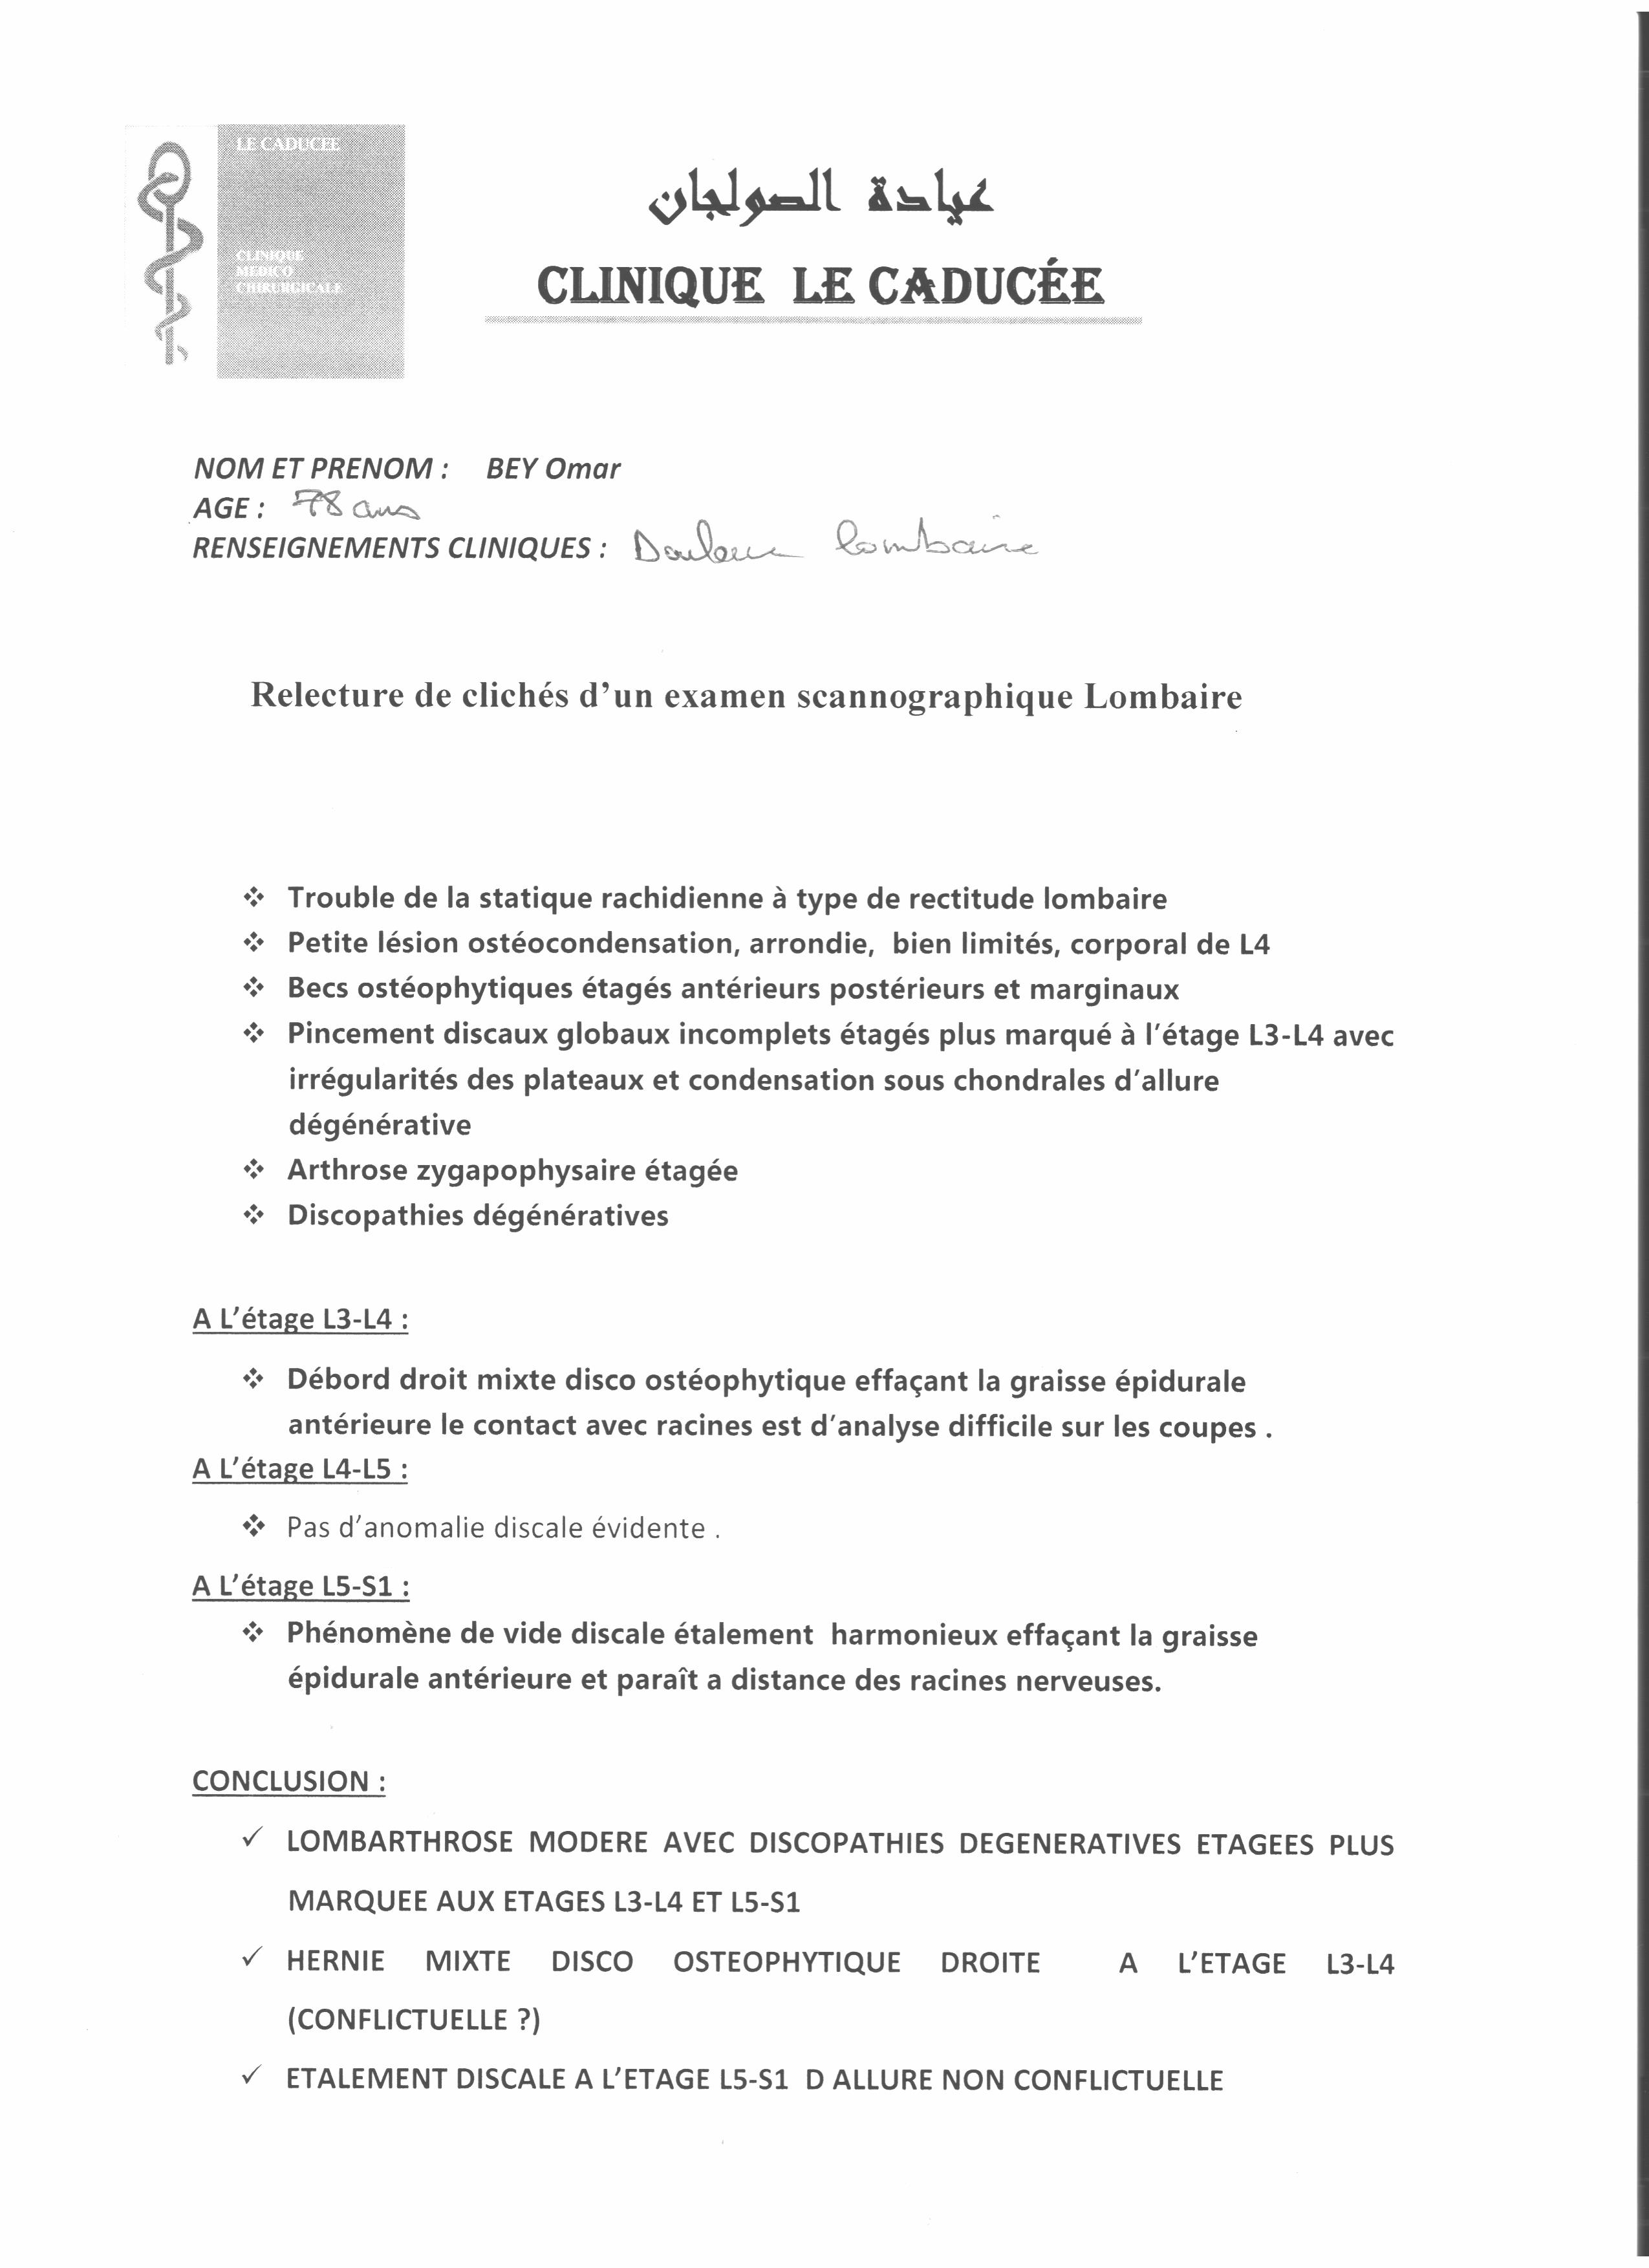 LE CADUCEE
CLINIQUE
MEDICO
CHIRURGICALE
عيادة الصولجان
CLINIQUE LE CADUCÉE
NOM ET PRENOM : BEY Omar
AGE : 78 ans
RENSEIGNEMENTS CLINIQUES : Douleur lombaire
Relecture de clichés d'un examen scannographique Lombaire
❖ Trouble de la statique rachidienne à type de rectitude lombaire
❖ Petite lésion ostéocondensation, arrondie, bien limités, corporal de L4
❖ Becs ostéophytiques étagés antérieurs postérieurs et marginaux
❖ Pincement discaux globaux incomplets étagés plus marqué à l'étage L3-L4 avec
irrégularités des plateaux et condensation sous chondrales d'allure
dégénérative
❖ Arthrose zygapophysaire étagée
❖ Discopathies dégénératives
A L'étage L3-L4 :
❖ Débord droit mixte disco ostéophytique effaçant la graisse épidurale
antérieure le contact avec racines est d'analyse difficile sur les coupes .
A L'étage L4-L5 :
❖ Pas d'anomalie discale évidente .
A L'étage L5-S1 :
❖ Phénomène de vide discale étalement harmonieux effaçant la graisse
épidurale antérieure et paraît a distance des racines nerveuses.
CONCLUSION :
✓ LOMBARTHROSE MODERE AVEC DISCOPATHIES DEGENERATIVES ETAGEES PLUS
MARQUEE AUX ETAGES L3-L4 ET L5-S1
✓ HERNIE MIXTE DISCO OSTEOPHYTIQUE DROITE A L'ETAGE L3-L4
(CONFLICTUELLE ?)
✓ ETALEMENT DISCALE A L'ETAGE L5-S1 D ALLURE NON CONFLICTUELLE